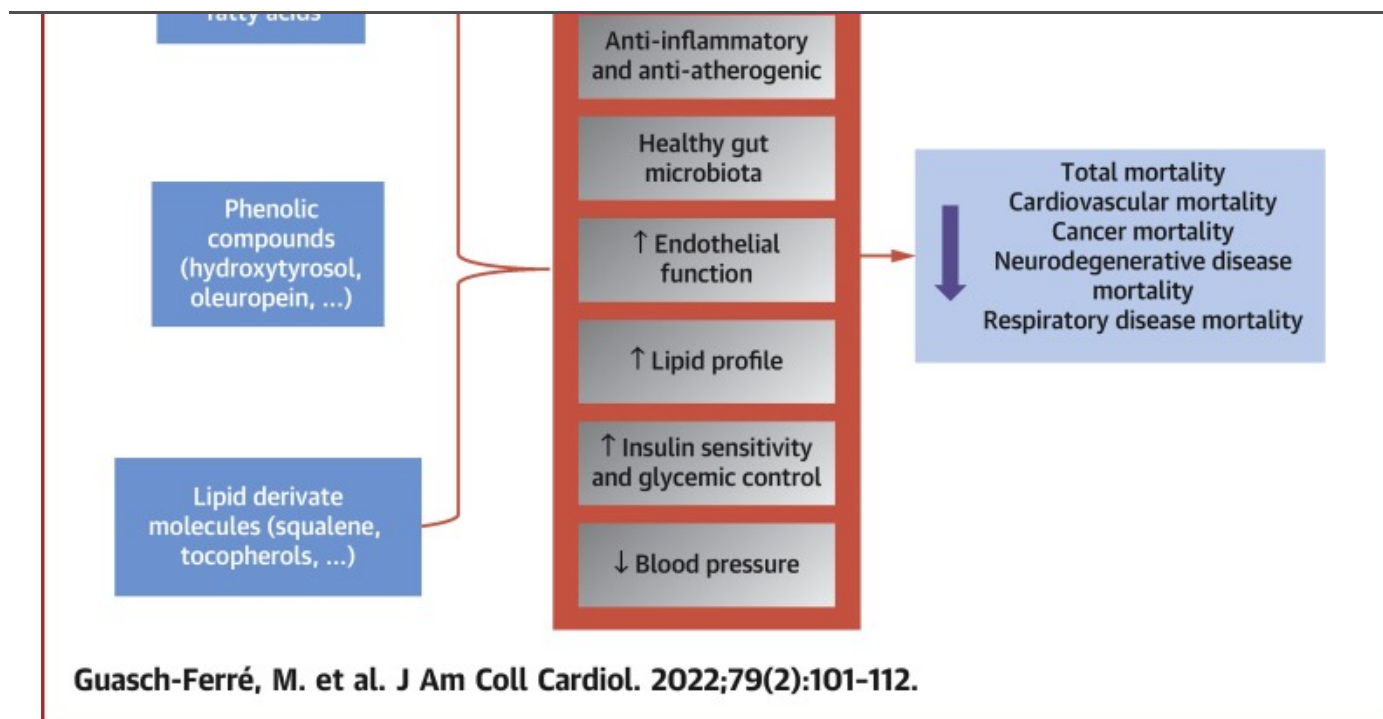 fatty acids
Phenolic
compounds
(hydroxytyrosol,
oleuropein, ...)
Lipid derivate
molecules (squalene,
tocopherols, ...)
Anti-inflammatory
and anti-atherogenic
Healthy gut
microbiota
↑ Endothelial
function
↑ Lipid profile
↑ Insulin sensitivity
and glycemic control
↓ Blood pressure
Total mortality
Cardiovascular mortality
Cancer mortality
Neurodegenerative disease
mortality
Respiratory disease mortality
Guasch-Ferré, M. et al. J Am Coll Cardiol. 2022;79(2):101–112.